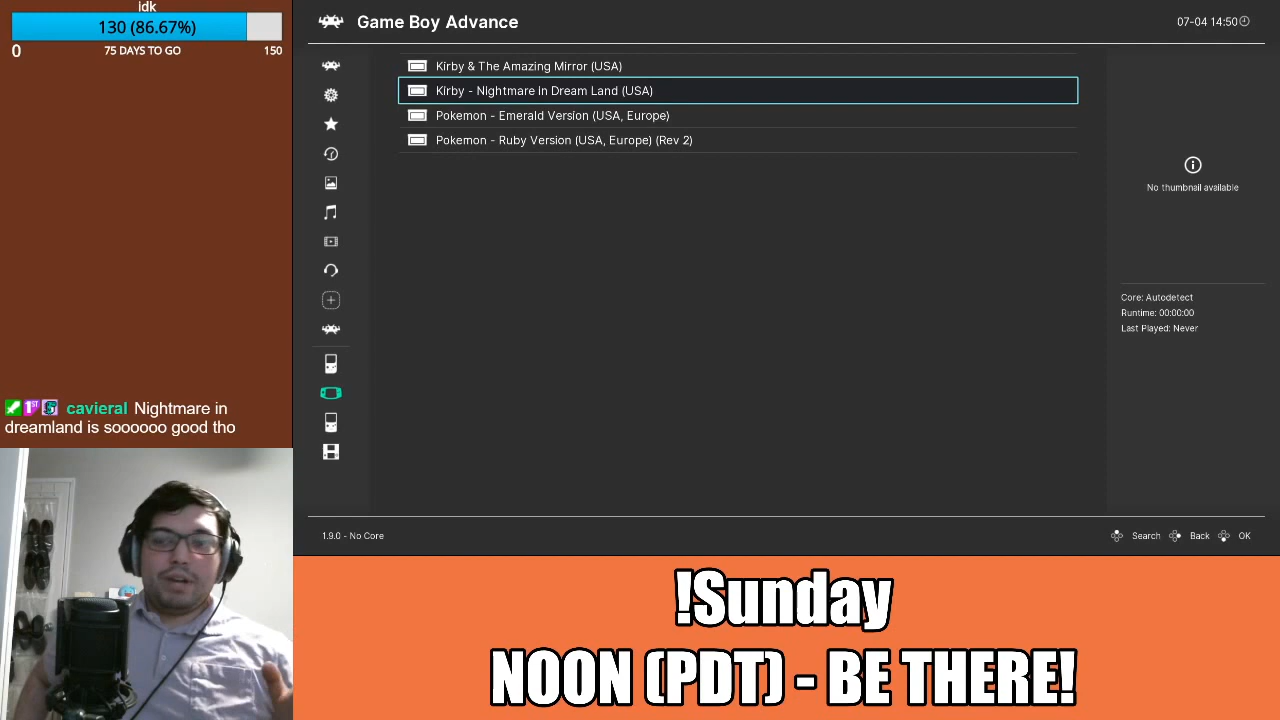 idk
130 (86.67%)
0
75 DAYS TO GO
150
cavieral Nightmare in
dreamland is soooooo good tho
Game Boy Advance
07-04 14:50
Kirby & The Amazing Mirror (USA)
Kirby - Nightmare In Dream Land (USA)
Pokemon - Emerald Version (USA, Europe)
Pokemon - Ruby Version (USA, Europe) (Rev 2)
No thumbnail available
Core: Autodetect
Runtime: 00:00:00
Last Played: Never
1.9.0 - No Core
Search
Back
OK
!Sunday
NOON (PDT) - BE THERE!